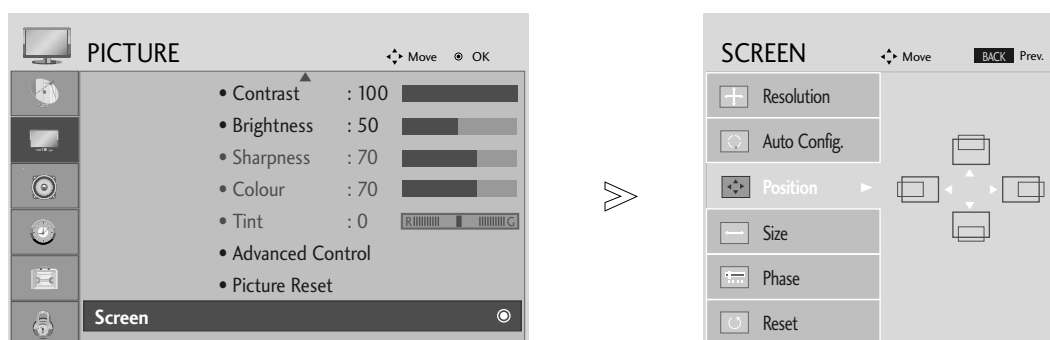 PICTURE
Move OK
• Contrast : 100
• Brightness : 50
• Sharpness : 70
• Colour : 70
• Tint : 0 R G
• Advanced Control
• Picture Reset
Screen
SCREEN
Move BACK Prev.
Resolution
Auto Config.
Position
Size
Phase
Reset